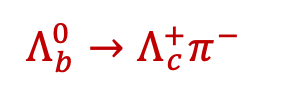 Λ_b^0 → Λ_c^+ π^-